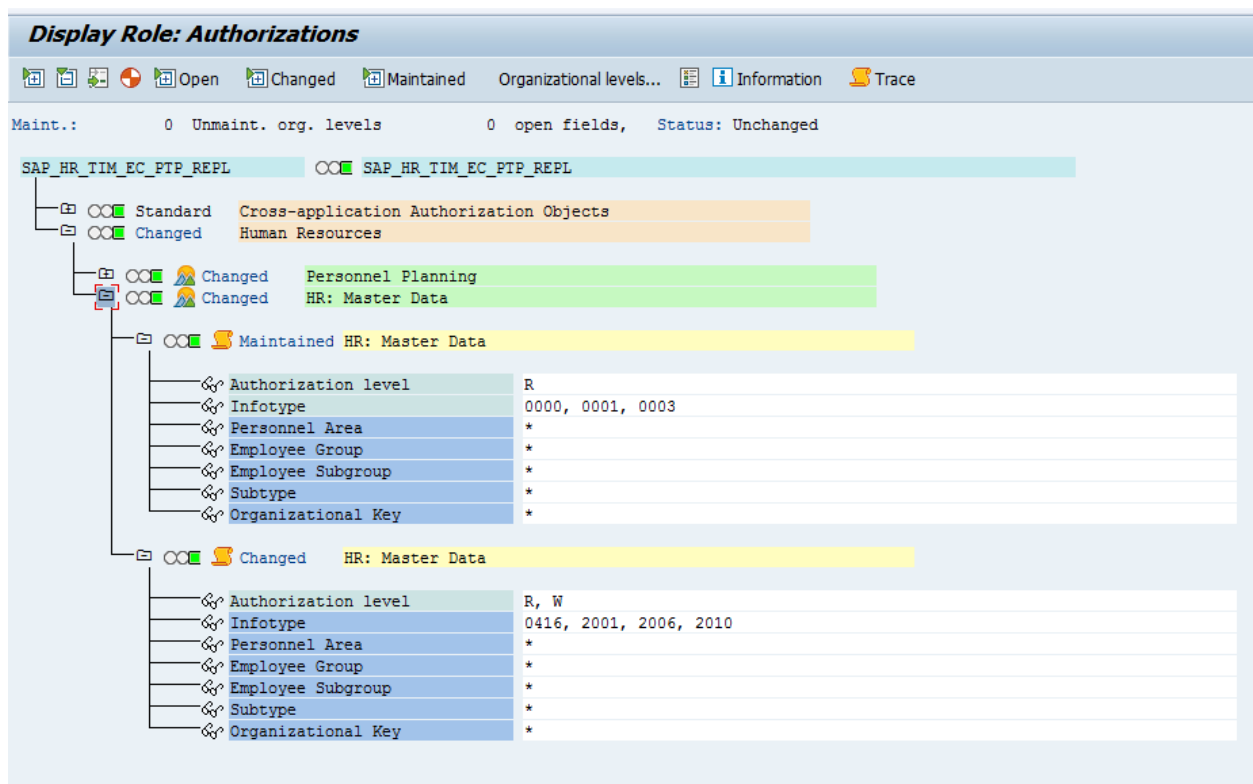 Display Role: Authorizations
Open Changed Maintained Organizational levels... Information Trace
Maint.: 0 Unmaint. org. levels 0 open fields, Status: Unchanged
SAP_HR_TIM_EC_PTP_REPL SAP_HR_TIM_EC_PTP_REPL
Standard Cross-application Authorization Objects
Changed Human Resources
Changed Personnel Planning
Changed HR: Master Data
Maintained HR: Master Data
Authorization level R
Infotype 0000, 0001, 0003
Personnel Area *
Employee Group *
Employee Subgroup *
Subtype *
Organizational Key *
Changed HR: Master Data
Authorization level R, W
Infotype 0416, 2001, 2006, 2010
Personnel Area *
Employee Group *
Employee Subgroup *
Subtype *
Organizational Key *